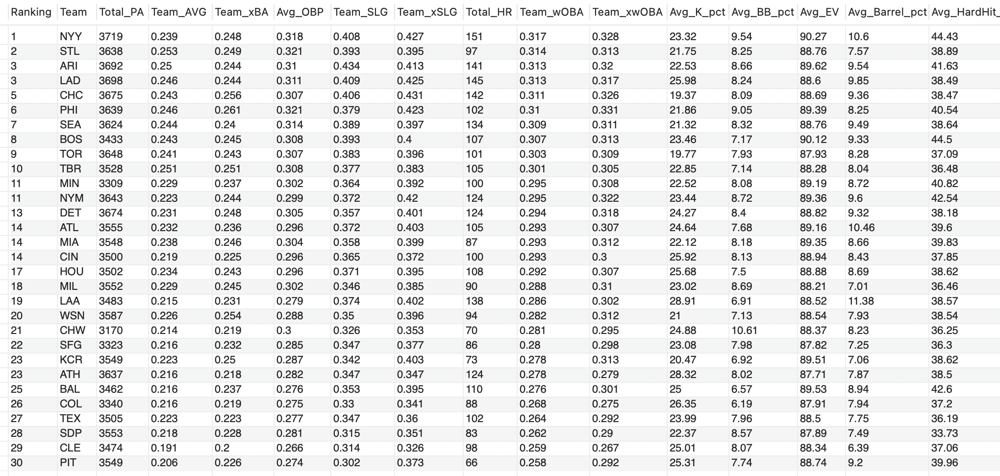 Ranking Team Total_PA Team_AVG Team_xBA Avg_OBP Team_SLG Team_xSLG Total_HR Team_wOBA Team_xwOBA Avg_K_pct Avg_BB_pct Avg_EV Avg_Barrel_pct Avg_HardHit_
1 NYY 3719 0.239 0.248 0.318 0.408 0.427 151 0.317 0.328 23.32 9.54 90.27 10.6 44.43
2 STL 3638 0.253 0.249 0.321 0.393 0.395 97 0.314 0.313 21.75 8.25 88.76 7.57 38.89
3 ARI 3692 0.25 0.244 0.31 0.434 0.413 141 0.313 0.32 22.53 8.66 89.62 9.54 41.63
3 LAD 3698 0.246 0.244 0.311 0.409 0.425 145 0.313 0.317 25.98 8.24 88.6 9.85 38.49
5 CHC 3675 0.243 0.256 0.307 0.406 0.431 142 0.311 0.326 19.37 8.09 88.69 9.36 38.47
6 PHI 3639 0.246 0.261 0.321 0.379 0.423 102 0.31 0.331 21.86 9.05 89.39 8.25 40.54
7 SEA 3624 0.244 0.24 0.314 0.389 0.397 134 0.309 0.311 21.32 8.32 88.76 9.49 38.64
8 BOS 3433 0.243 0.245 0.308 0.393 0.4 107 0.307 0.313 23.46 7.17 90.12 9.33 44.5
9 TOR 3648 0.241 0.243 0.307 0.383 0.396 101 0.303 0.309 19.77 7.93 87.93 8.28 37.09
10 TBR 3528 0.251 0.251 0.308 0.377 0.383 105 0.301 0.305 22.85 7.14 88.28 8.04 36.48
11 MIN 3309 0.229 0.237 0.302 0.364 0.392 100 0.295 0.308 22.52 8.08 89.19 8.72 40.82
11 NYM 3643 0.223 0.244 0.299 0.372 0.42 124 0.295 0.322 23.44 8.72 89.36 9.6 42.54
13 DET 3674 0.231 0.248 0.305 0.357 0.401 124 0.294 0.318 24.27 8.4 88.82 9.32 38.18
14 ATL 3555 0.232 0.236 0.296 0.372 0.403 105 0.293 0.307 24.64 7.68 89.16 10.46 39.6
14 MIA 3548 0.238 0.246 0.304 0.358 0.399 87 0.293 0.312 22.12 8.18 89.35 8.66 39.83
14 CIN 3500 0.219 0.225 0.296 0.365 0.372 100 0.293 0.3 25.92 8.13 88.94 8.43 37.85
17 HOU 3502 0.234 0.243 0.296 0.371 0.395 108 0.292 0.307 25.68 7.5 88.88 8.69 38.62
18 MIL 3552 0.229 0.245 0.302 0.346 0.385 90 0.288 0.31 23.02 8.69 88.21 7.01 36.46
19 LAA 3483 0.215 0.231 0.279 0.374 0.402 138 0.286 0.302 28.91 6.91 88.52 11.38 38.57
20 WSN 3587 0.226 0.254 0.288 0.35 0.396 94 0.282 0.312 21 7.13 88.54 7.93 38.54
21 CHW 3170 0.214 0.219 0.3 0.326 0.353 70 0.281 0.295 24.88 10.61 88.37 8.23 36.25
22 SFG 3323 0.216 0.232 0.285 0.347 0.377 86 0.28 0.298 23.08 7.98 87.82 7.25 36.3
23 KCR 3549 0.223 0.25 0.287 0.342 0.403 73 0.278 0.313 20.47 6.92 89.51 7.06 38.62
23 ATH 3637 0.216 0.218 0.282 0.347 0.347 124 0.278 0.279 28.32 8.02 87.71 7.87 38.5
25 BAL 3462 0.216 0.237 0.276 0.353 0.395 110 0.276 0.301 25 6.57 89.53 8.94 42.6
26 COL 3340 0.216 0.219 0.275 0.33 0.341 88 0.268 0.275 26.35 6.19 87.91 7.94 37.2
27 TEX 3505 0.223 0.223 0.277 0.347 0.36 102 0.264 0.292 23.99 7.96 88.5 7.75 36.19
28 SDP 3553 0.218 0.228 0.281 0.315 0.351 83 0.262 0.29 22.37 8.57 87.89 7.49 33.73
29 CLE 3474 0.191 0.2 0.266 0.314 0.326 98 0.259 0.267 25.01 8.07 88.34 6.39 37.06
30 PIT 3549 0.206 0.226 0.274 0.302 0.373 66 0.258 0.292 25.31 7.74 88.74 9.2 39.96